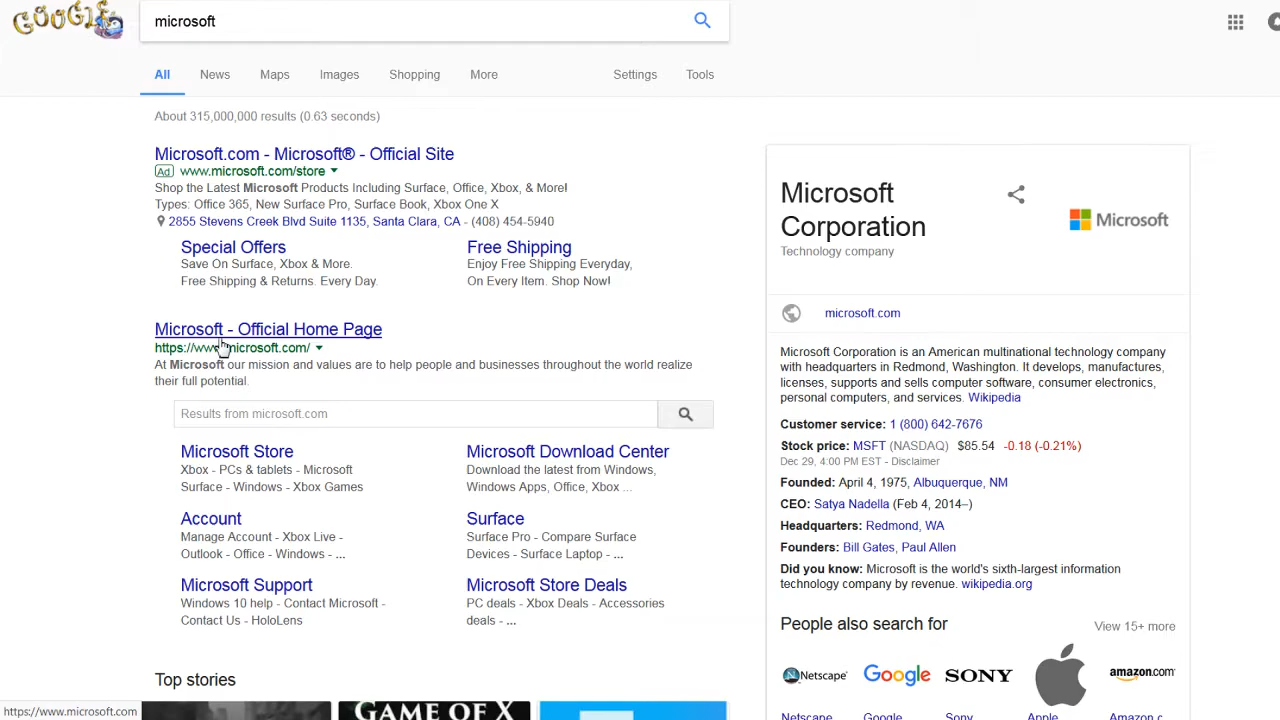 Google
microsoft
All
News
Maps
Images
Shopping
More
Settings
Tools
About 315,000,000 results (0.63 seconds)
Microsoft.com - Microsoft® - Official Site
Ad www.microsoft.com/store
Shop the Latest Microsoft Products Including Surface, Office, Xbox, & More!
Types: Office 365, New Surface Pro, Surface Book, Xbox One X
2855 Stevens Creek Blvd Suite 1135, Santa Clara, CA - (408) 454-5940
Special Offers
Save On Surface, Xbox & More.
Free Shipping & Returns. Every Day.
Free Shipping
Enjoy Free Shipping Everyday,
On Every Item. Shop Now!
Microsoft - Official Home Page
https://www.microsoft.com/
At Microsoft our mission and values are to help people and businesses throughout the world realize
their full potential.
Results from microsoft.com
Microsoft Store
Xbox - PCs & tablets - Microsoft
Surface - Windows - Xbox Games
Microsoft Download Center
Download the latest from Windows,
Windows Apps, Office, Xbox ...
Account
Manage Account - Xbox Live -
Outlook - Office - Windows - ...
Surface
Surface Pro - Compare Surface
Devices - Surface Laptop - ...
Microsoft Support
Windows 10 help - Contact Microsoft -
Contact Us - HoloLens
Microsoft Store Deals
PC deals - Xbox Deals - Accessories
deals - ...
Top stories
GAME OF X
https://www.microsoft.com
Microsoft
Corporation
Technology company
Microsoft
microsoft.com
Microsoft Corporation is an American multinational technology company
with headquarters in Redmond, Washington. It develops, manufactures,
licenses, supports and sells computer software, consumer electronics,
personal computers, and services. Wikipedia
Customer service: 1 (800) 642-7676
Stock price: MSFT (NASDAQ) $85.54 -0.18 (-0.21%)
Dec 29, 4:00 PM EST - Disclaimer
Founded: April 4, 1975, Albuquerque, NM
CEO: Satya Nadella (Feb 4, 2014–)
Headquarters: Redmond, WA
Founders: Bill Gates, Paul Allen
Did you know: Microsoft is the world's sixth-largest information
technology company by revenue. wikipedia.org
People also search for
View 15+ more
Netscape
Google
SONY
amazon.com
Netscape
Google
Sony
Apple
Amazon.c...